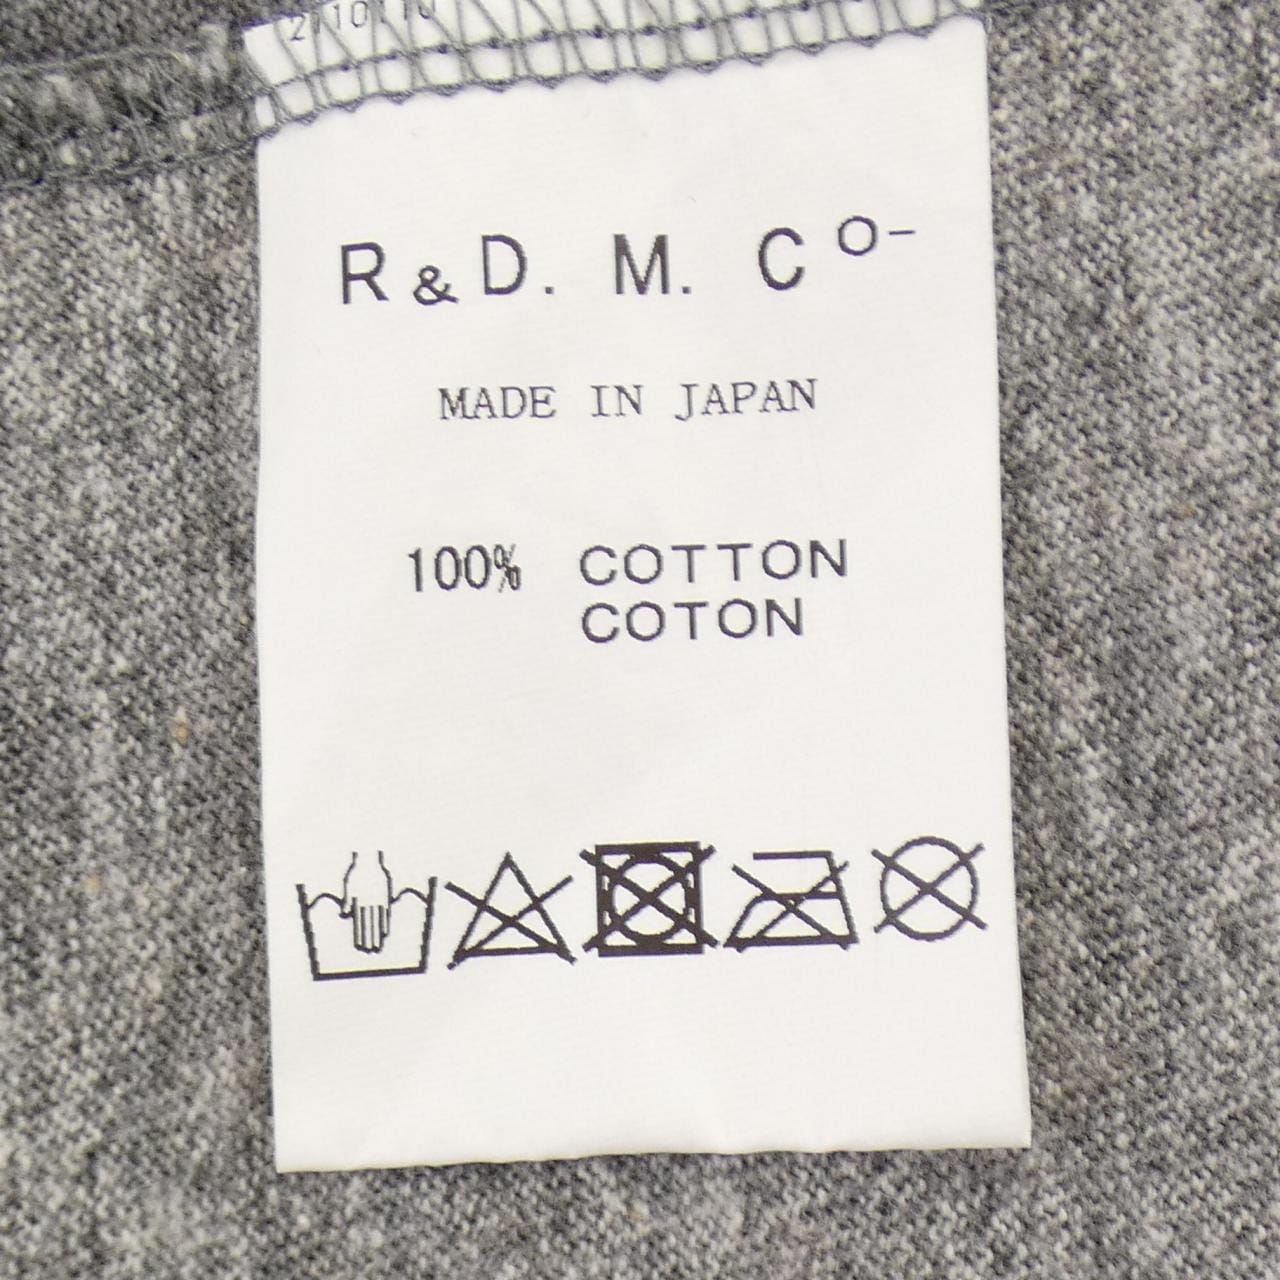 R&D. M. CO-
MADE IN JAPAN
100% COTTON
COTON